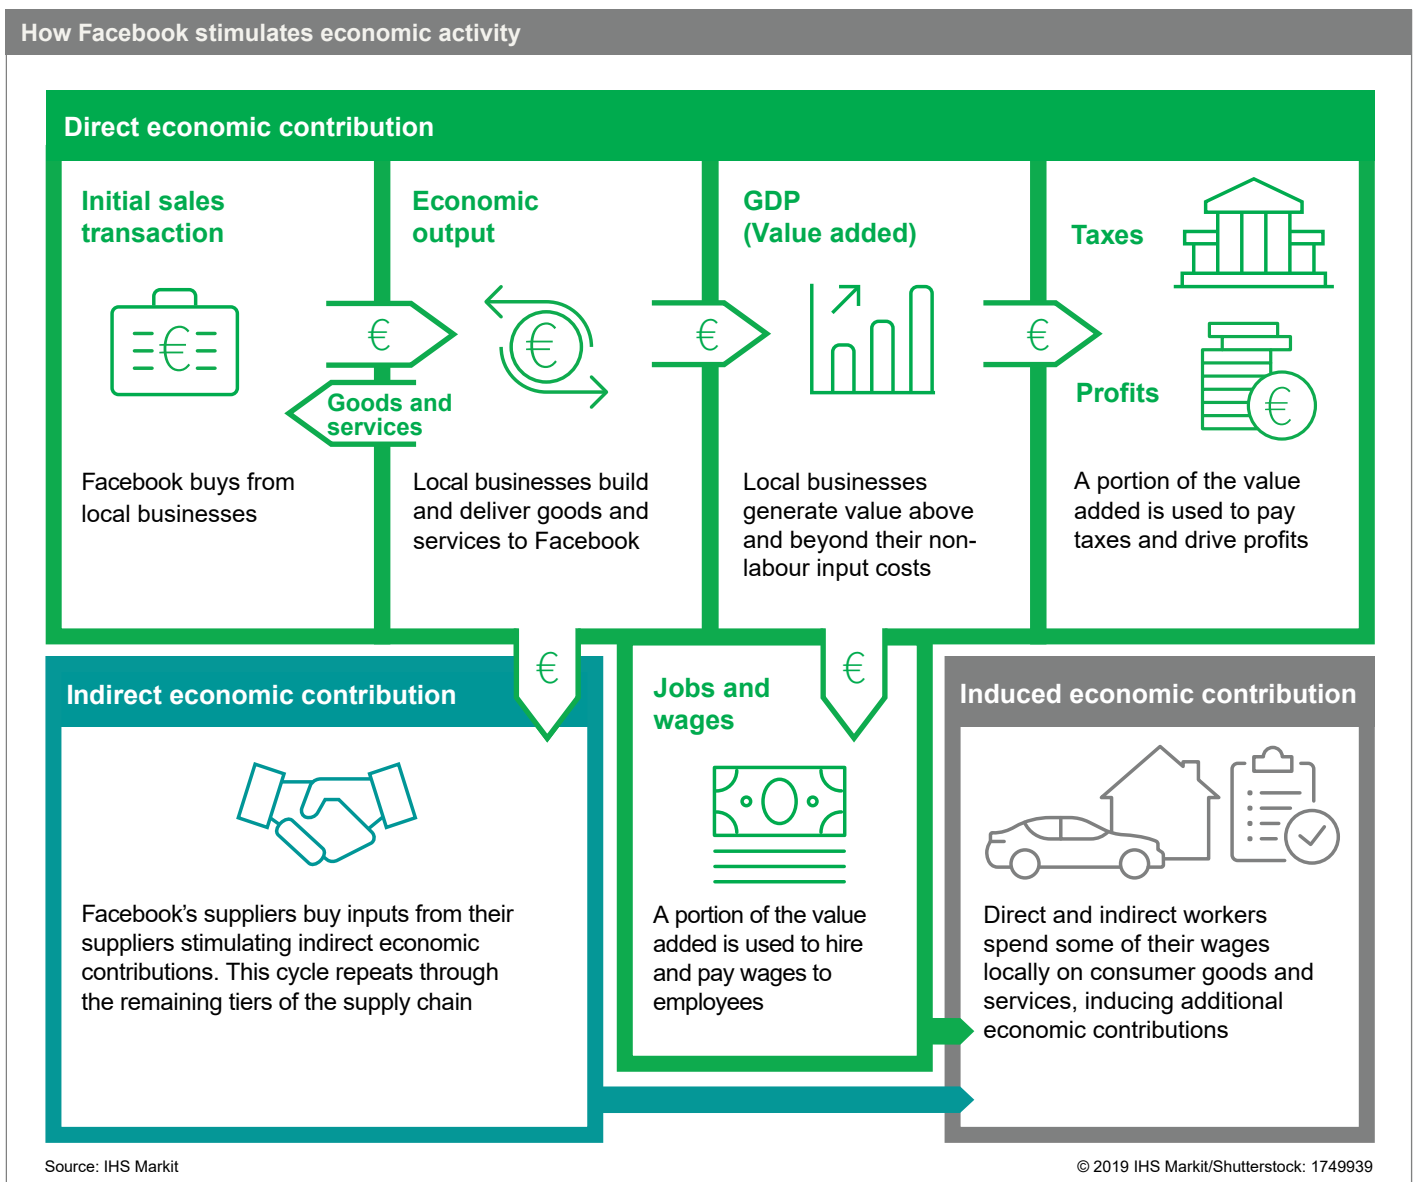 How Facebook stimulates economic activity
Direct economic contribution
Initial sales
transaction
€
Facebook buys from
local businesses
€
Goods and
services
Economic
output
€
Local businesses build
and deliver goods and
services to Facebook
€
GDP
(Value added)
Local businesses
generate value above
and beyond their non-
labour input costs
€
Taxes
Profits
€
A portion of the value
added is used to pay
taxes and drive profits
€
Indirect economic contribution
Facebook’s suppliers buy inputs from their
suppliers stimulating indirect economic
contributions. This cycle repeats through
the remaining tiers of the supply chain
€
Jobs and
wages
A portion of the value
added is used to hire
and pay wages to
employees
Induced economic contribution
Direct and indirect workers
spend some of their wages
locally on consumer goods and
services, inducing additional
economic contributions
Source: IHS Markit
© 2019 IHS Markit/Shutterstock: 1749939